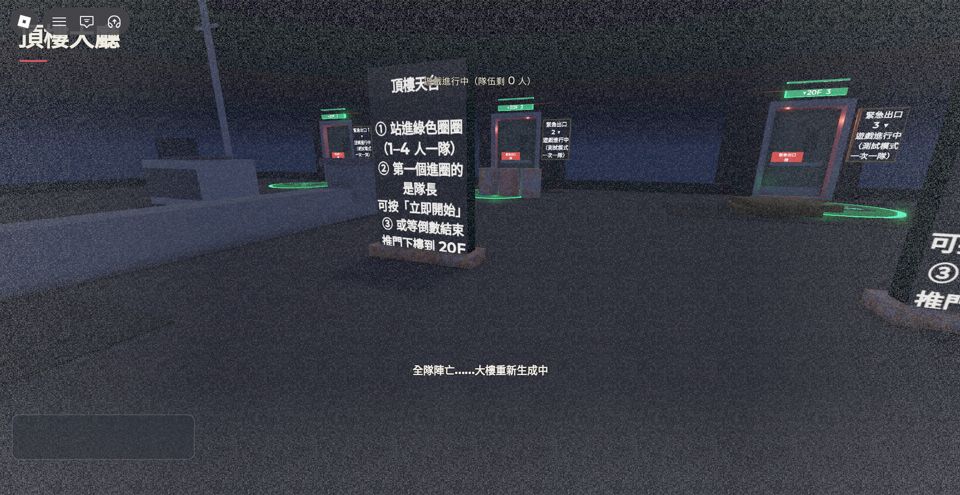 頂樓大廳
遊戲進行中（隊伍剩 0 人）
頂樓天台
① 站進綠色圈圈
（1–4 人一隊）
② 第一個進圈的
是隊長
可按「立即開始」
③ 或等倒數結束
推門下樓到 20F
緊急出口
2 ▼
遊戲進行中
（測試模式
一次一隊）
▼20F 3
緊急出口
3 ▼
遊戲進行中
（測試模式
一次一隊）
③
全隊陣亡……大樓重新生成中